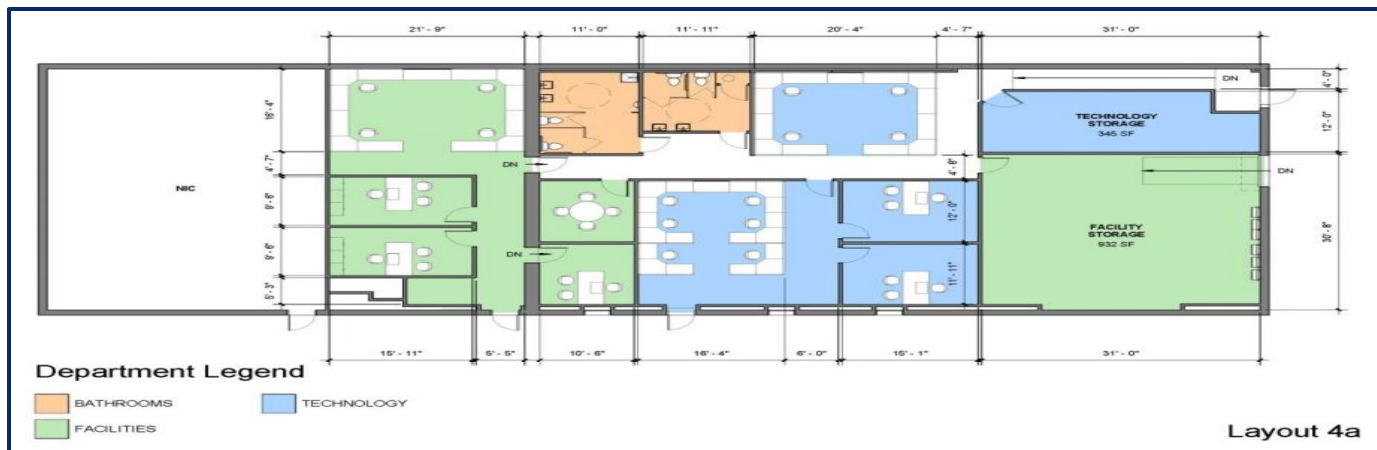 21' - 9"
11' - 0"
11' - 11"
20' - 4"
4' - 7"
31' - 0"
DN
4' - 0"
16' - 4"
TECHNOLOGY
STORAGE
345 SF
12' - 0"
4' - 7"
DN
4' - 8"
DN
NIC
9' - 6"
12' - 0"
FACILITY
STORAGE
932 SF
30' - 8"
9' - 6"
DN
11' - 11"
5' - 3"
15' - 11"
5' - 5"
10' - 6"
16' - 4"
6' - 0"
15' - 1"
31' - 0"
Department Legend
BATHROOMS
TECHNOLOGY
FACILITIES
Layout 4a